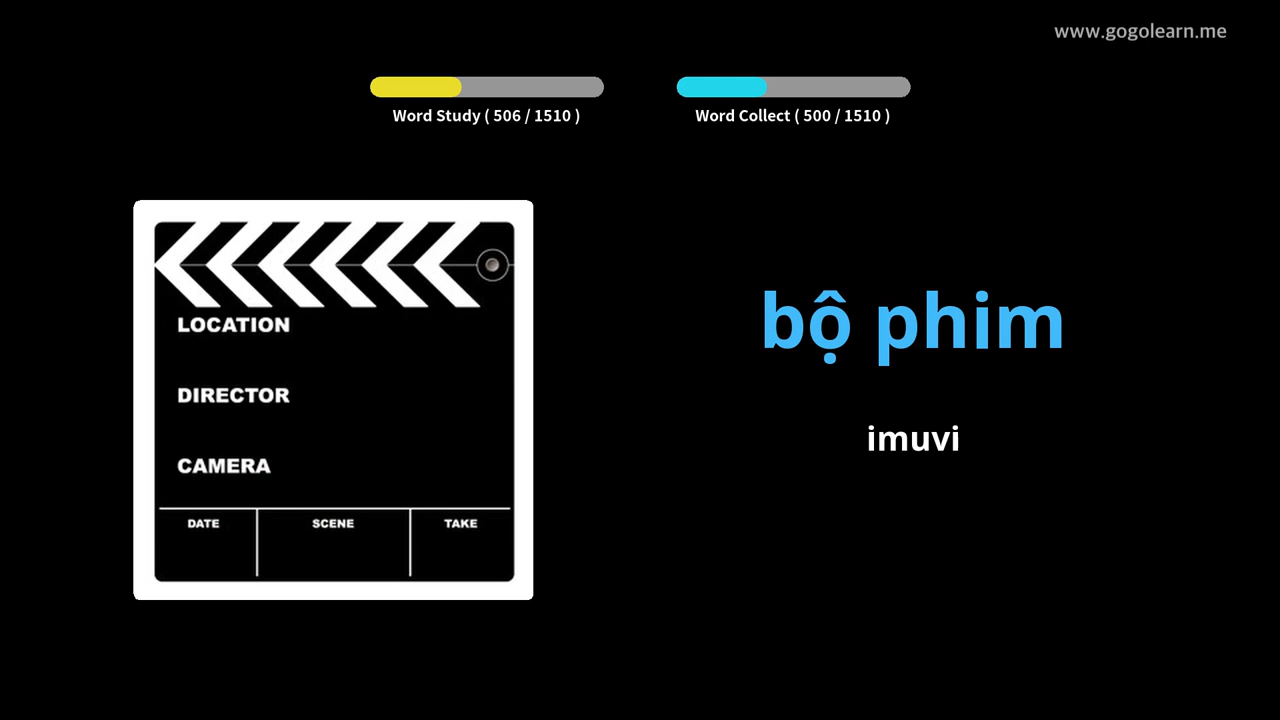 www.gogolearn.me
Word Study ( 506 / 1510 )
Word Collect ( 500 / 1510 )
LOCATION
DIRECTOR
CAMERA
DATE
SCENE
TAKE
bộ phim
imuvi